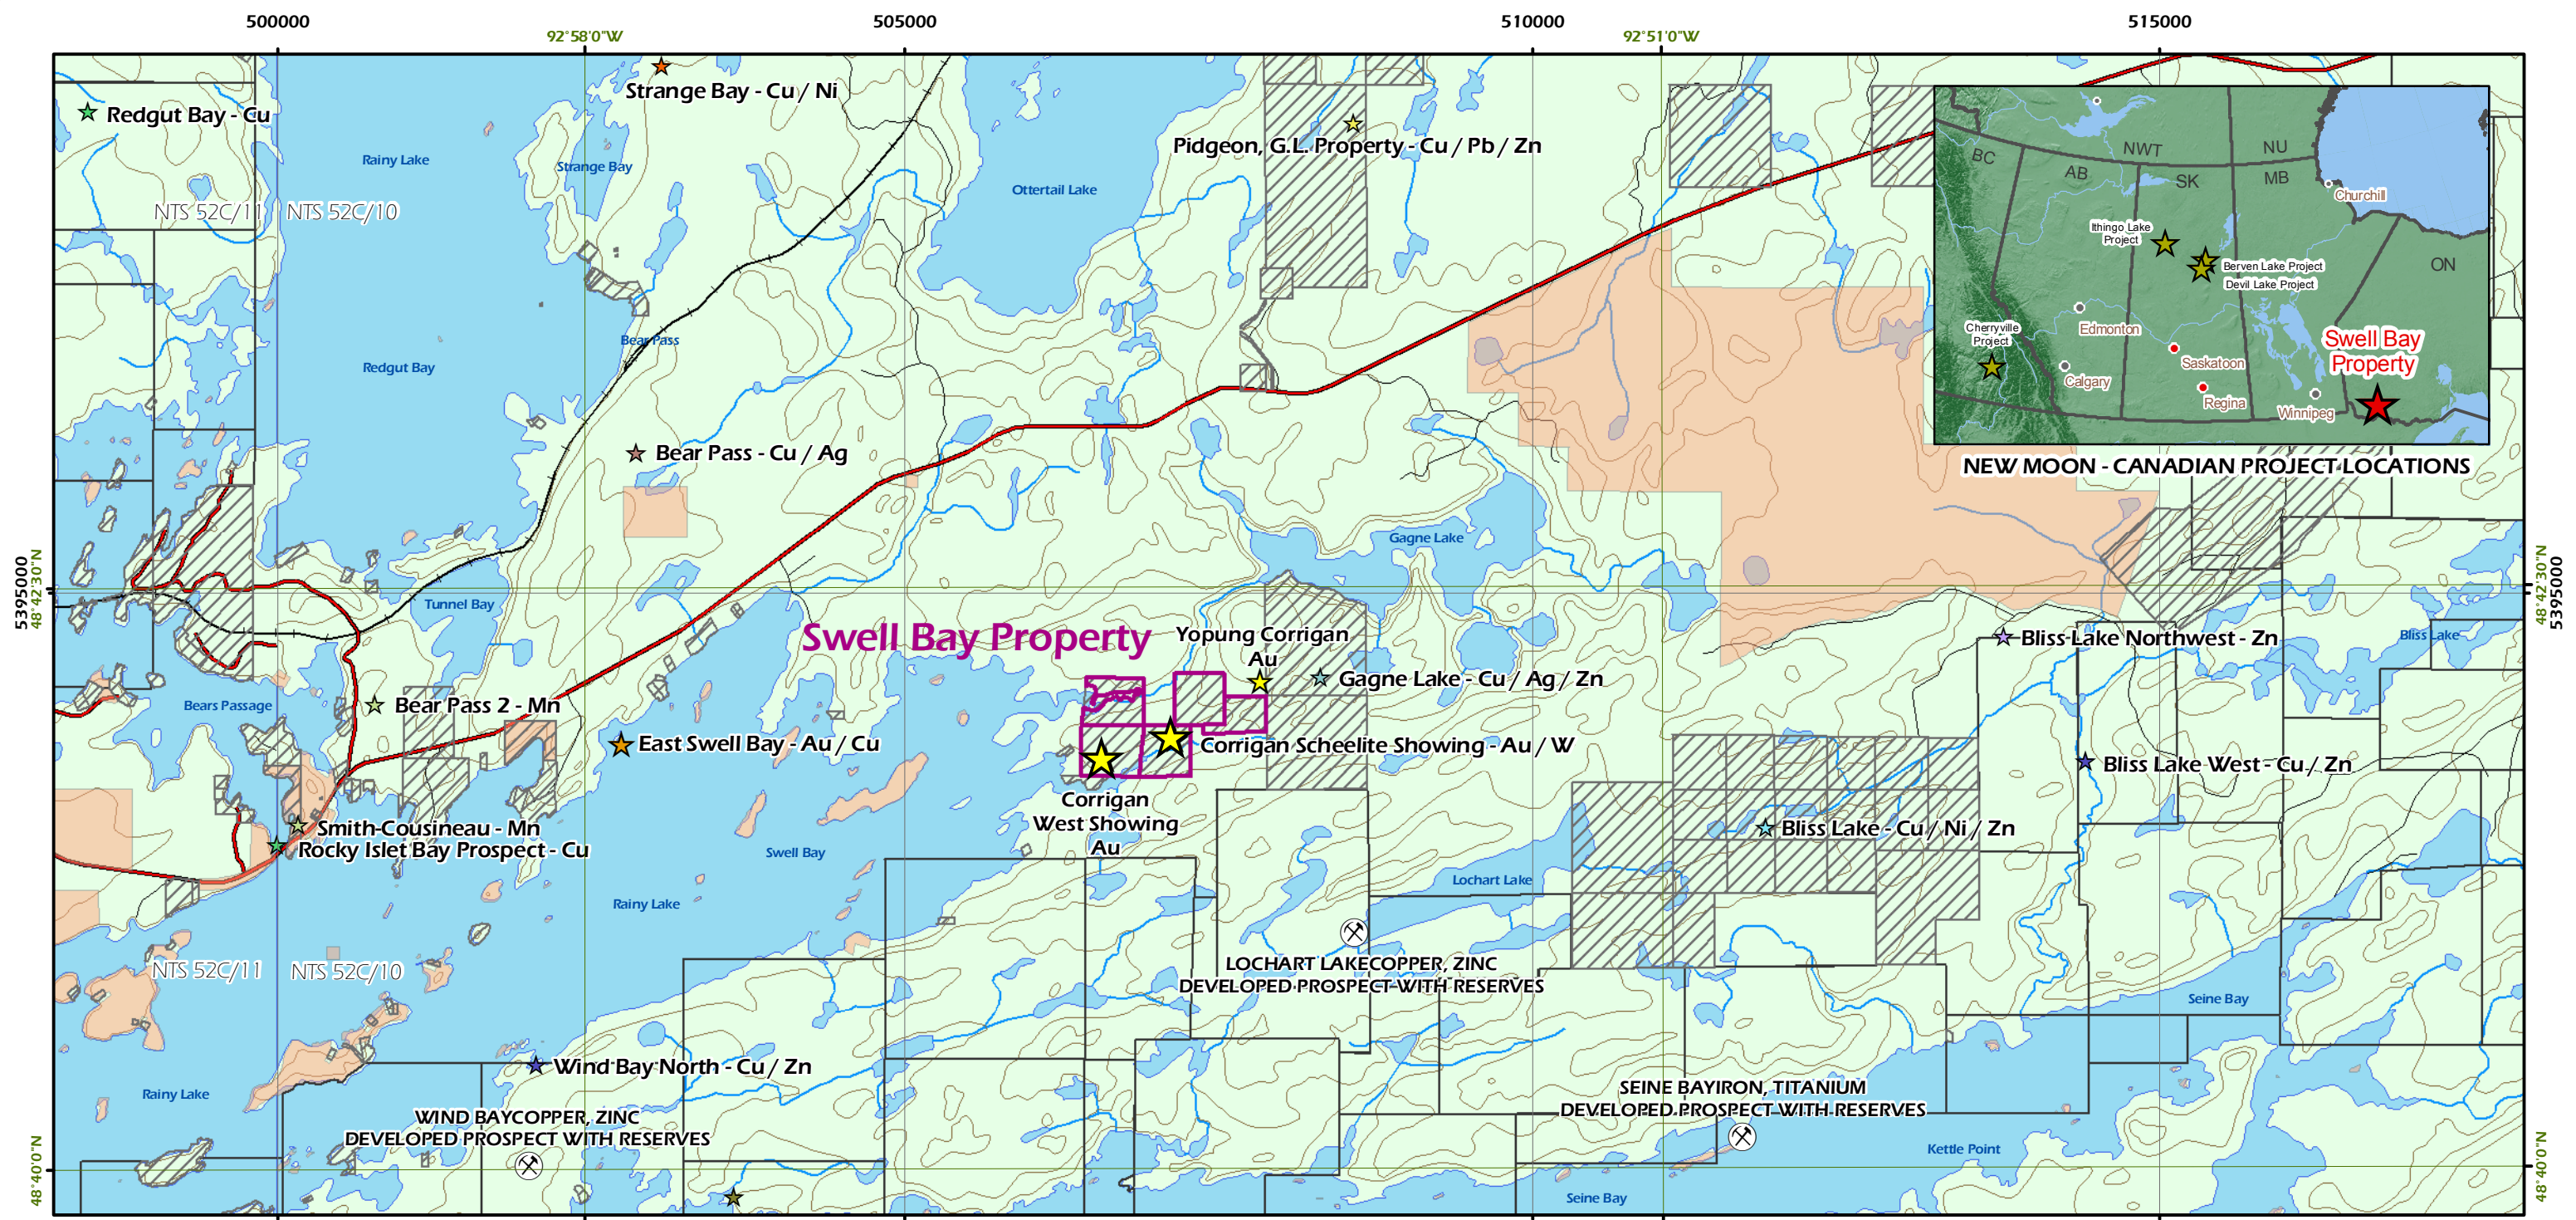 500000
505000
510000
515000
92°58'0"W
92°51'0"W
Strange Bay - Cu / Ni
Redgut Bay - Cu
Pidgeon, G.L. Property - Cu / Pb / Zn
Rainy Lake
Strange Bay
Ottertail Lake
NTS 52C/11
NTS 52C/10
NWT
NU
BC
AB
SK
MB
Churchill
Ithingo Lake
Project
Berven Lake Project
Devil Lake Project
ON
Edmonton
Cherryville
Project
Swell Bay
Property
Saskatoon
Calgary
Regina
Winnipeg
NEW MOON - CANADIAN PROJECT LOCATIONS
Bear Pass
Redgut Bay
Bear Pass - Cu / Ag
Gagne Lake
5395000
48°42'30"N
48°42'30"N
5395000
Tunnel Bay
Swell Bay Property
Yopung Corrigan
Au
Bliss Lake Northwest - Zn
Bliss Lake
Gagne Lake - Cu / Ag / Zn
Bears Passage
Bear Pass 2 - Mn
East Swell Bay - Au / Cu
Corrigan Scheelite Showing - Au / W
Bliss Lake West - Cu / Zn
Corrigan
West Showing
Au
Smith-Cousineau - Mn
Rocky Islet Bay Prospect - Cu
Swell Bay
Bliss Lake - Cu / Ni / Zn
Lochart Lake
Rainy Lake
NTS 52C/11
NTS 52C/10
LOCHART LAKECOPPER, ZINC
DEVELOPED PROSPECT WITH RESERVES
Seine Bay
Wind Bay North - Cu / Zn
Rainy Lake
WIND BAYCOPPER, ZINC
DEVELOPED PROSPECT WITH RESERVES
SEINE BAYIRON, TITANIUM
DEVELOPED PROSPECT WITH RESERVES
Kettle Point
Seine Bay
48°40'0"N
48°40'0"N